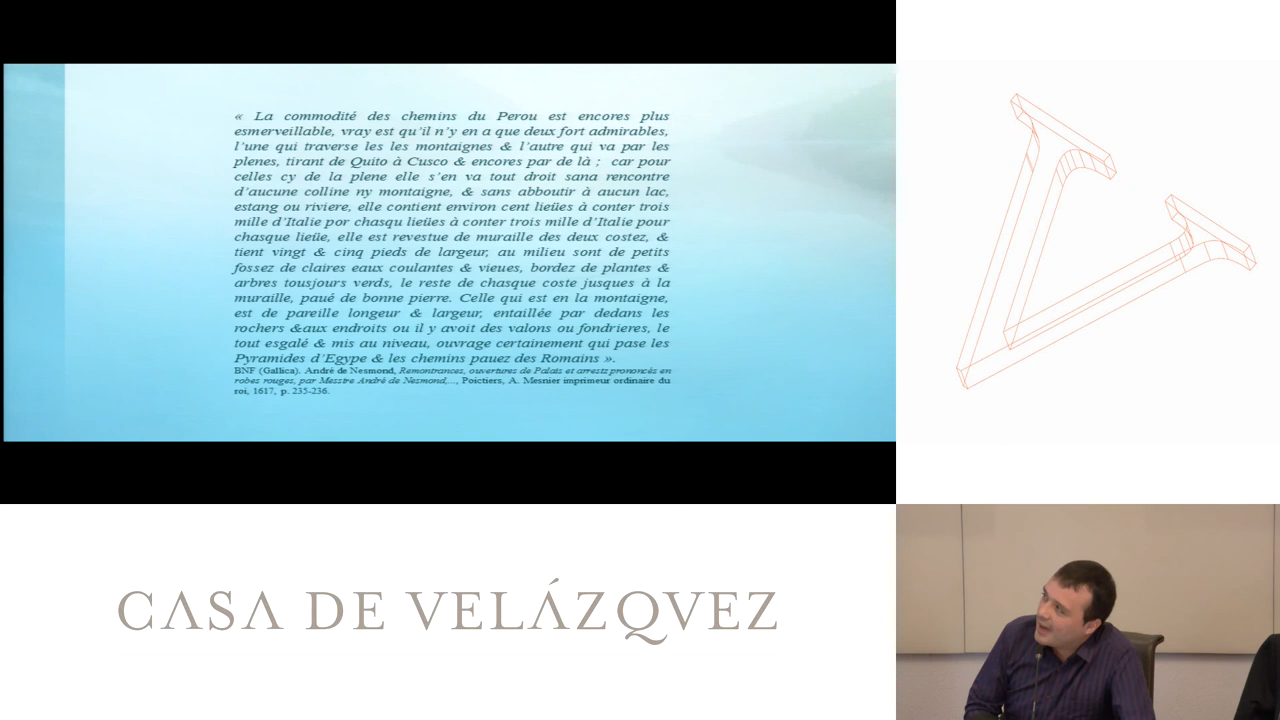 « La commodité des chemins du Perou est encores plus
esmerveillable, vray est qu'il n'y en a que deux fort admirables,
l'une qui traverse les les montaignes & l'autre qui va par les
plenes, tirant de Quito à Cusco & encores par de là ; car pour
celles cy de la plene elle s'en va tout droit sana rencontre
d'aucune colline ny montaigne, & sans abboutir à aucun lac,
estang ou riviere, elle contient environ cent lieües à conter trois
mille d'Italie por chasqu lieües à conter trois mille d'Italie pour
chasque lieüe, elle est revestue de muraille des deux costez, &
tient vingt & cinq pieds de largeur, au milieu sont de petits
fossez de claires eaux coulantes & vieues, bordez de plantes &
arbres tousjours verds, le reste de chasque coste jusques à la
muraille, paué de bonne pierre. Celle qui est en la montaigne,
est de pareille longeur & largeur, entaillée par dedans les
rochers &aux endroits ou il y avoit des valons ou fondrieres, le
tout esgalé & mis au niveau, ouvrage certainement qui pase les
Pyramides d'Egype & les chemins pauez des Romains ».
BNF (Gallica). André de Nesmond, Remontrances, ouvertures de Palais et arrests prononcés en
robes rouges, par Messtre André de Nesmond,..., Poictiers, A. Mesnier imprimeur ordinaire du
roi, 1617, p. 235-236.
CASA DE VELÁZQVEZ